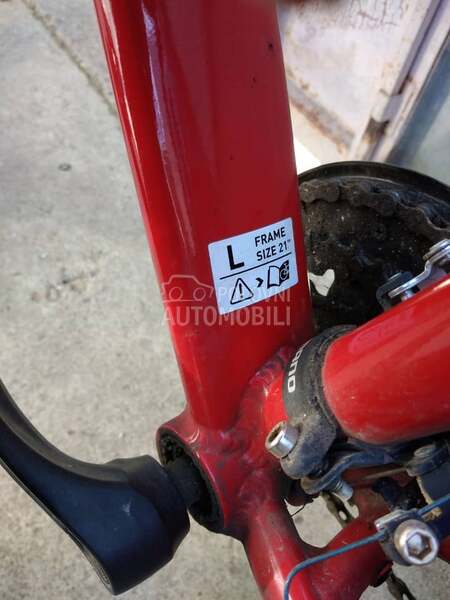 L
FRAME
SIZE 21"
POLOVNI
AUTOMOBILI